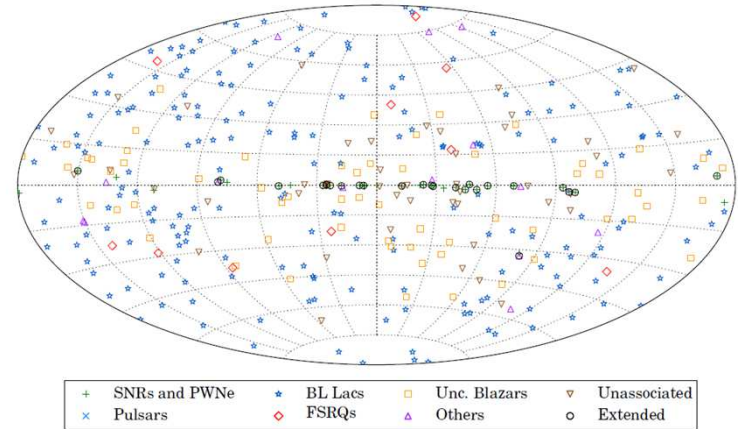 SNRs and PWNe BL Lacs Unc. Blazars Unassociated
Pulsars FSRQs Others Extended